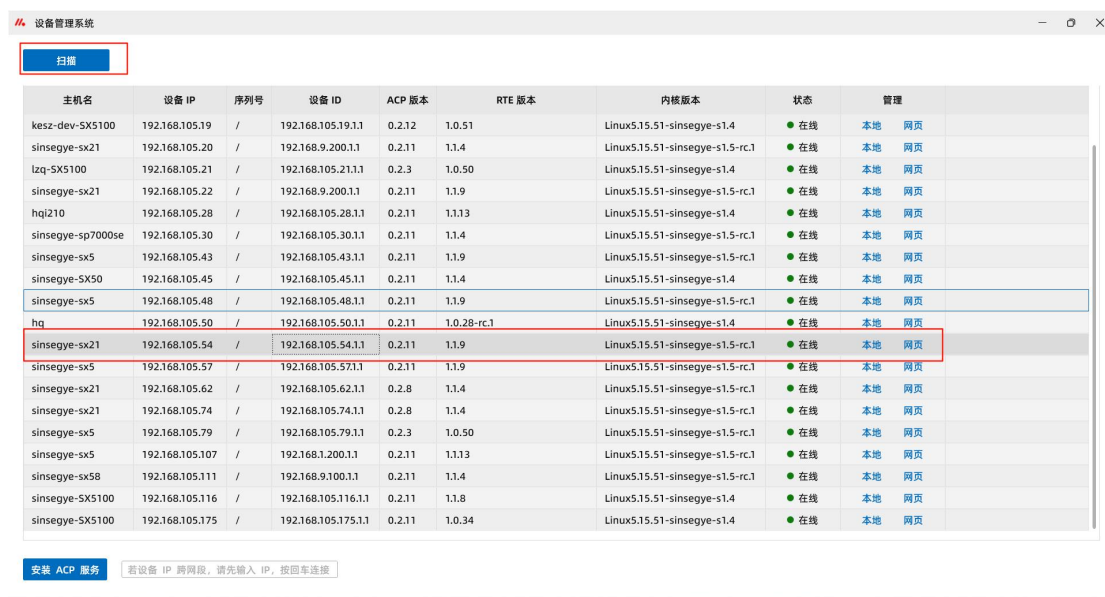 设备管理系统
扫描
主机名 设备 IP 序列号 设备 ID ACP 版本 RTE 版本 内核版本 状态 管理
kesz-dev-SX5100 192.168.105.19 / 192.168.105.19.1.1 0.2.12 1.0.51 Linux5.15.51-sinsegye-s1.4 在线 本地 网页
sinsegye-sx21 192.168.105.20 / 192.168.9.200.1.1 0.2.11 1.1.4 Linux5.15.51-sinsegye-s1.5-rc.1 在线 本地 网页
lzq-SX5100 192.168.105.21 / 192.168.105.21.1.1 0.2.3 1.0.50 Linux5.15.51-sinsegye-s1.4 在线 本地 网页
sinsegye-sx21 192.168.105.22 / 192.168.9.200.1.1 0.2.11 1.1.9 Linux5.15.51-sinsegye-s1.5-rc.1 在线 本地 网页
hqi210 192.168.105.28 / 192.168.105.28.1.1 0.2.11 1.1.13 Linux5.15.51-sinsegye-s1.4 在线 本地 网页
sinsegye-sp7000se 192.168.105.30 / 192.168.105.30.1.1 0.2.11 1.1.4 Linux5.15.51-sinsegye-s1.5-rc.1 在线 本地 网页
sinsegye-sx5 192.168.105.43 / 192.168.105.43.1.1 0.2.11 1.1.9 Linux5.15.51-sinsegye-s1.5-rc.1 在线 本地 网页
sinsegye-SX50 192.168.105.45 / 192.168.105.45.1.1 0.2.11 1.1.4 Linux5.15.51-sinsegye-s1.4 在线 本地 网页
sinsegye-sx5 192.168.105.48 / 192.168.105.48.1.1 0.2.11 1.1.9 Linux5.15.51-sinsegye-s1.5-rc.1 在线 本地 网页
hq 192.168.105.50 / 192.168.105.50.1.1 0.2.11 1.0.28-rc.1 Linux5.15.51-sinsegye-s1.5-rc.1 在线 本地 网页
sinsegye-sx21 192.168.105.54 / 192.168.105.54.1.1 0.2.11 1.1.9 Linux5.15.51-sinsegye-s1.5-rc.1 在线 本地 网页
sinsegye-sx5 192.168.105.57 / 192.168.105.57.1.1 0.2.11 1.1.9 Linux5.15.51-sinsegye-s1.5-rc.1 在线 本地 网页
sinsegye-sx21 192.168.105.62 / 192.168.105.62.1.1 0.2.8 1.1.4 Linux5.15.51-sinsegye-s1.5-rc.1 在线 本地 网页
sinsegye-sx21 192.168.105.74 / 192.168.105.74.1.1 0.2.8 1.1.4 Linux5.15.51-sinsegye-s1.5-rc.1 在线 本地 网页
sinsegye-sx5 192.168.105.79 / 192.168.105.79.1.1 0.2.3 1.0.50 Linux5.15.51-sinsegye-s1.5-rc.1 在线 本地 网页
sinsegye-sx5 192.168.105.107 / 192.168.1.200.1.1 0.2.11 1.1.13 Linux5.15.51-sinsegye-s1.5-rc.1 在线 本地 网页
sinsegye-sx58 192.168.105.111 / 192.168.9.100.1.1 0.2.11 1.1.4 Linux5.15.51-sinsegye-s1.5-rc.1 在线 本地 网页
sinsegye-SX5100 192.168.105.116 / 192.168.105.116.1.1 0.2.11 1.1.8 Linux5.15.51-sinsegye-s1.4 在线 本地 网页
sinsegye-SX5100 192.168.105.175 / 192.168.105.175.1.1 0.2.11 1.0.34 Linux5.15.51-sinsegye-s1.4 在线 本地 网页
安装 ACP 服务 若设备 IP 跨网段，请先输入 IP，按回车连接